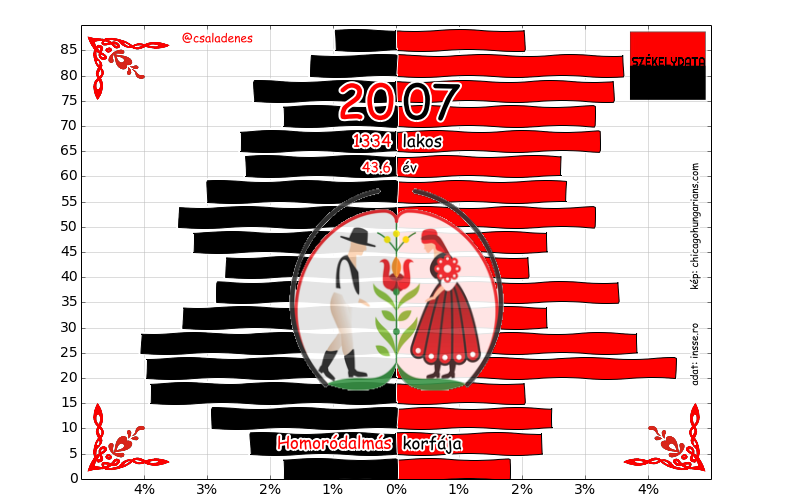 @csaladenes
SZÉKELYDATA
2007
1334 lakos
43.6 év
kép: chicagohungarians.com
adat: insse.ro
Homoródalmás korfája
85
80
75
70
65
60
55
50
45
40
35
30
25
20
15
10
5
0
4% 3% 2% 1% 0% 1% 2% 3% 4%